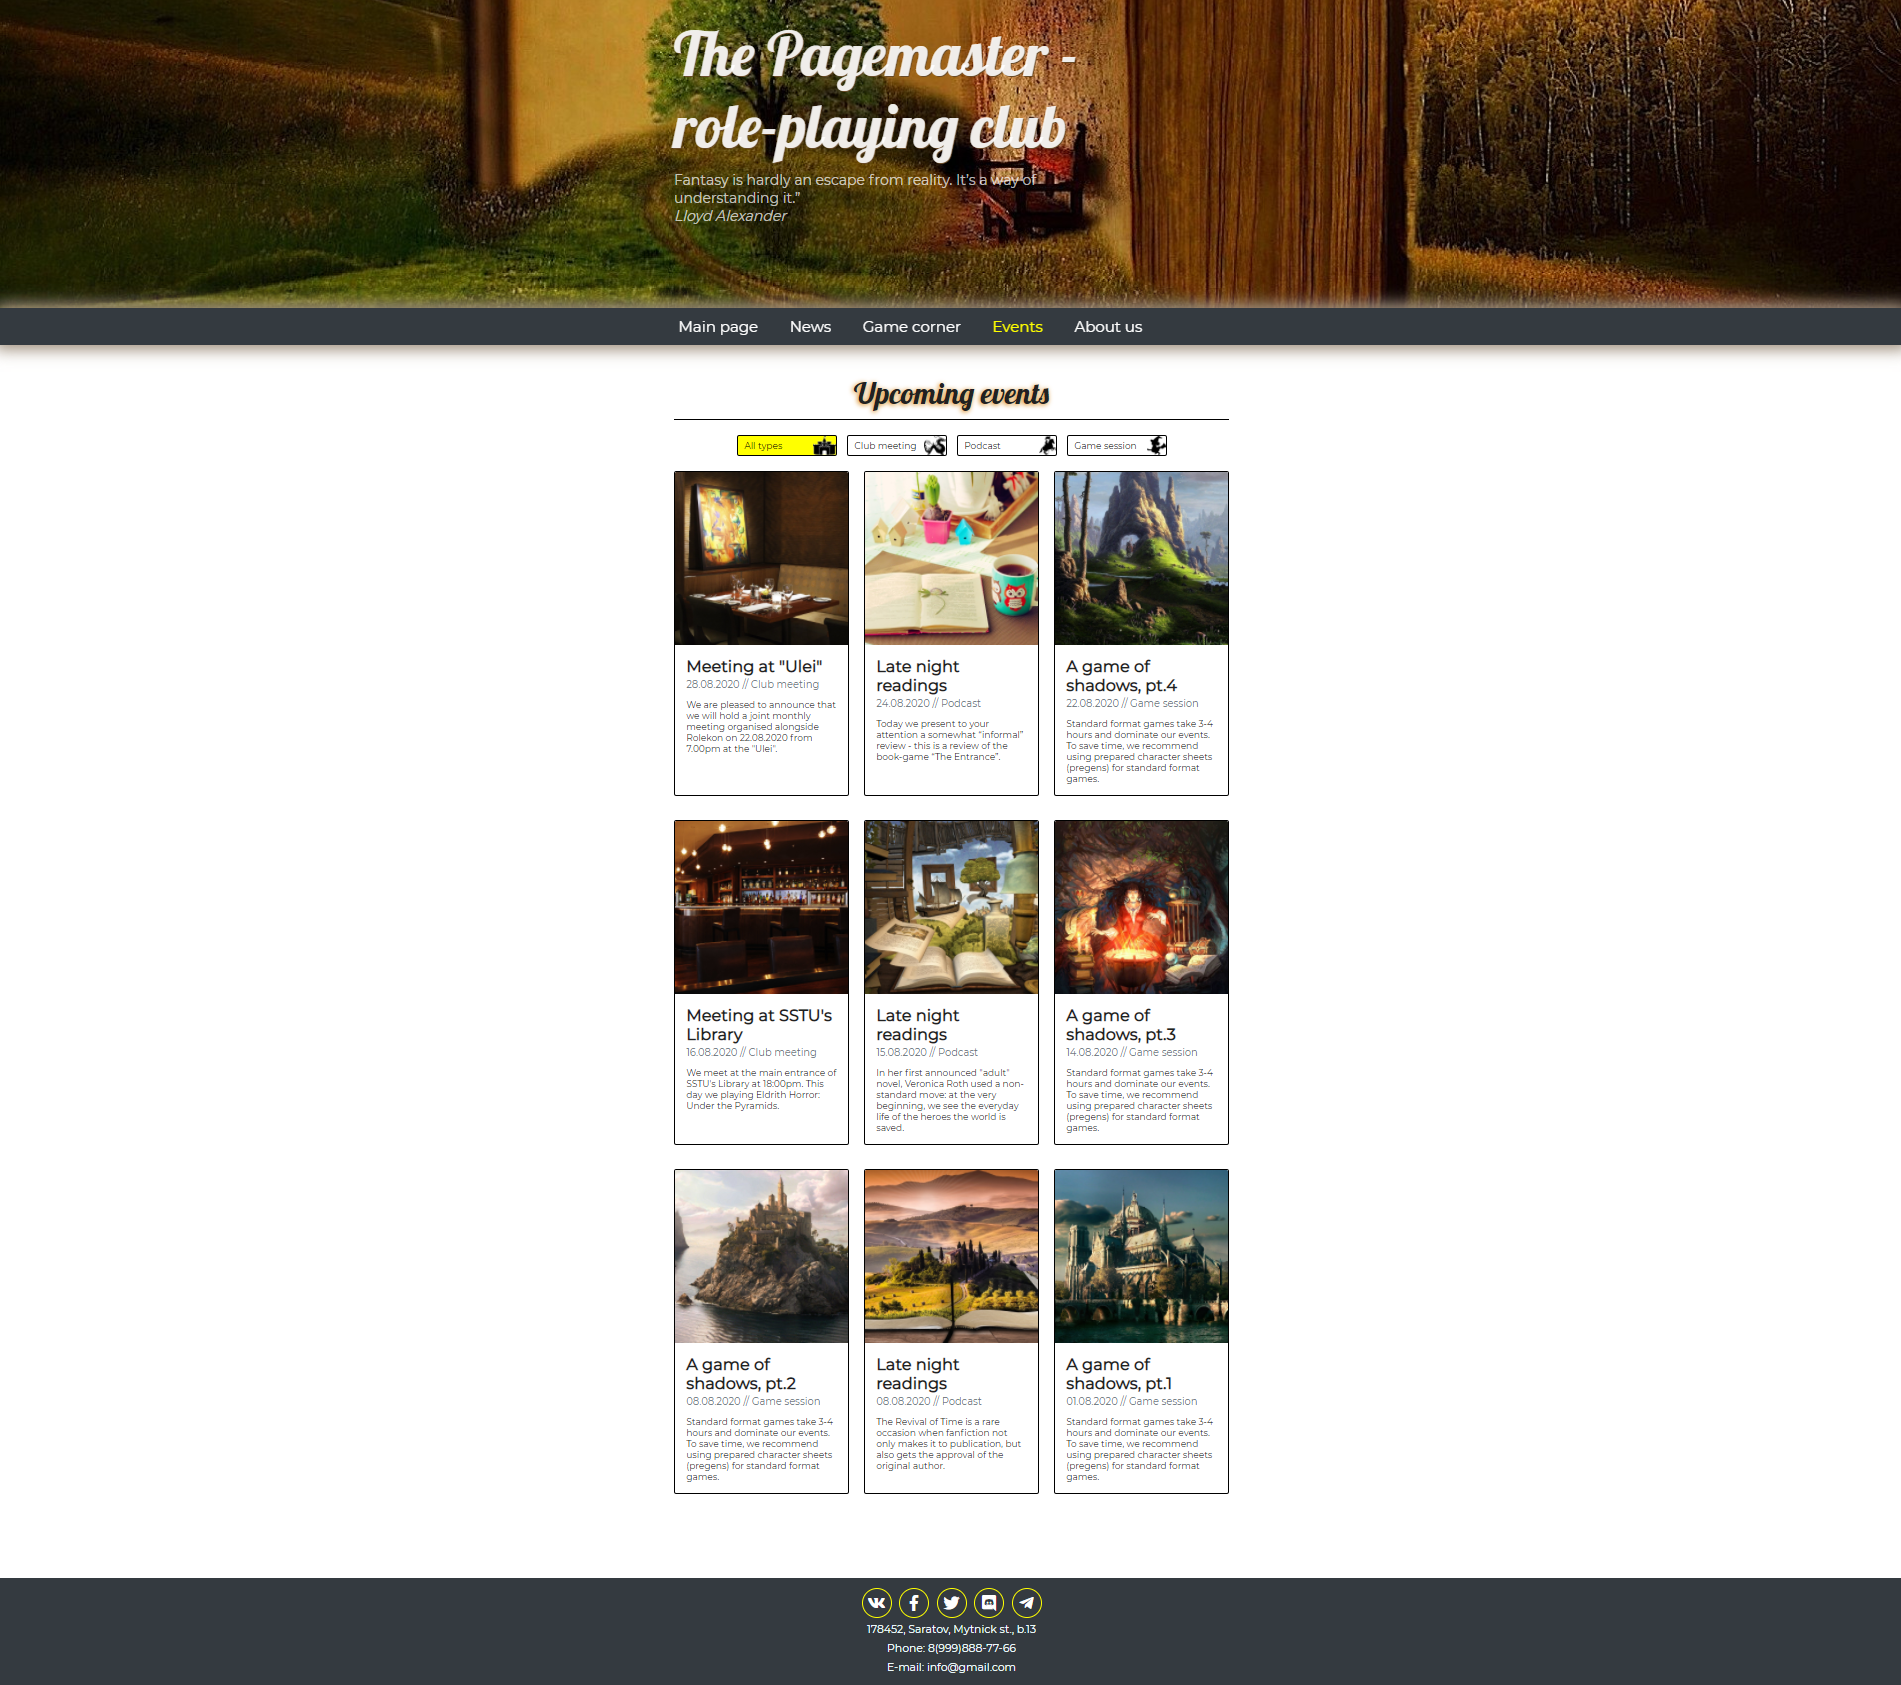 The Pagemaster -
role-playing club
Fantasy is hardly an escape from reality. It's a way of
understanding it.”
Lloyd Alexander
Main page News Game corner Events About us
Upcoming events
All types Club meeting Podcast Game session
Meeting at "Ulei"
28.08.2020 // Club meeting
We are pleased to announce that
we will hold a joint monthly
meeting organised alongside
Rolekon on 22.08.2020 from
7.00pm at the "Ulei".
Late night
readings
24.08.2020 // Podcast
Today we present to your
attention a somewhat “informal”
review - this is a review of the
book-game “The Entrance”.
A game of
shadows, pt.4
22.08.2020 // Game session
Standard format games take 3-4
hours and dominate our events.
To save time, we recommend
using prepared character sheets
(pregens) for standard format
games.
Meeting at SSTU's
Library
16.08.2020 // Club meeting
We meet at the main entrance of
SSTU's Library at 18:00pm. This
day we playing Eldrith Horror:
Under the Pyramids.
Late night
readings
15.08.2020 // Podcast
In her first announced "adult"
novel, Veronica Roth used a non-
standard move: at the very
beginning, we see the everyday
life of the heroes the world is
saved.
A game of
shadows, pt.3
14.08.2020 // Game session
Standard format games take 3-4
hours and dominate our events.
To save time, we recommend
using prepared character sheets
(pregens) for standard format
games.
A game of
shadows, pt.2
08.08.2020 // Game session
Standard format games take 3-4
hours and dominate our events.
To save time, we recommend
using prepared character sheets
(pregens) for standard format
games.
Late night
readings
08.08.2020 // Podcast
The Revival of Time is a rare
occasion when fanfiction not
only makes it to publication, but
also gets the approval of the
original author.
A game of
shadows, pt.1
01.08.2020 // Game session
Standard format games take 3-4
hours and dominate our events.
To save time, we recommend
using prepared character sheets
(pregens) for standard format
games.
178452, Saratov, Mytnick st., b.13
Phone: 8(999)888-77-66
E-mail: info@gmail.com